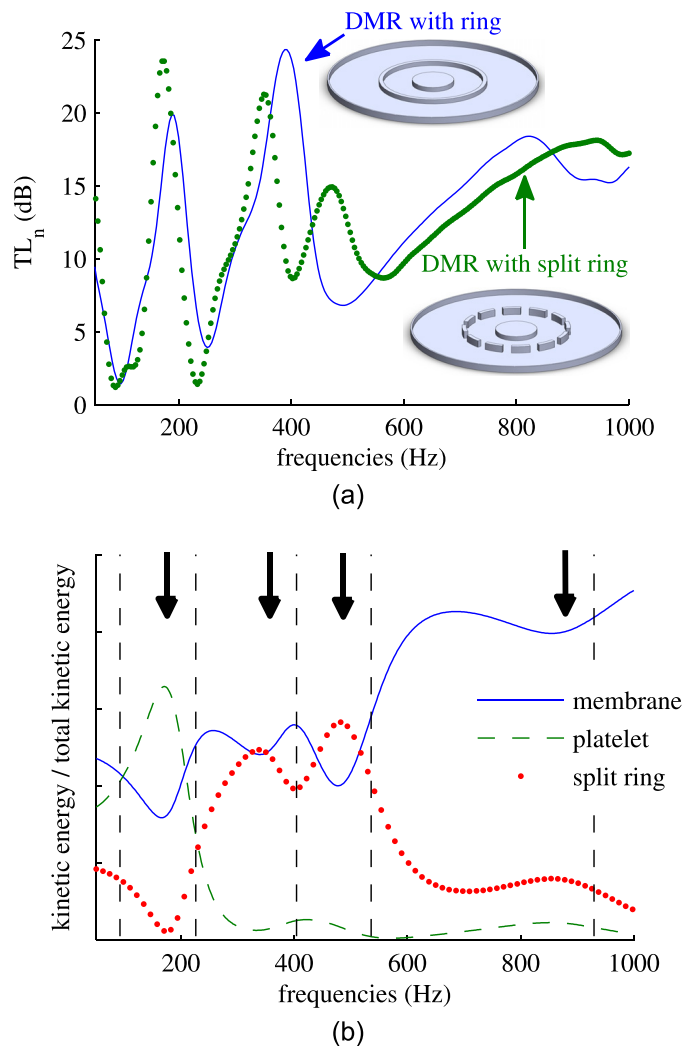 DMR with ring
25
20
15
10
5
0
TLn (dB)
DMR with split ring
200 400 600 800 1000
frequencies (Hz)
(a)
kinetic energy / total kinetic energy
membrane
platelet
split ring
200 400 600 800 1000
frequencies (Hz)
(b)